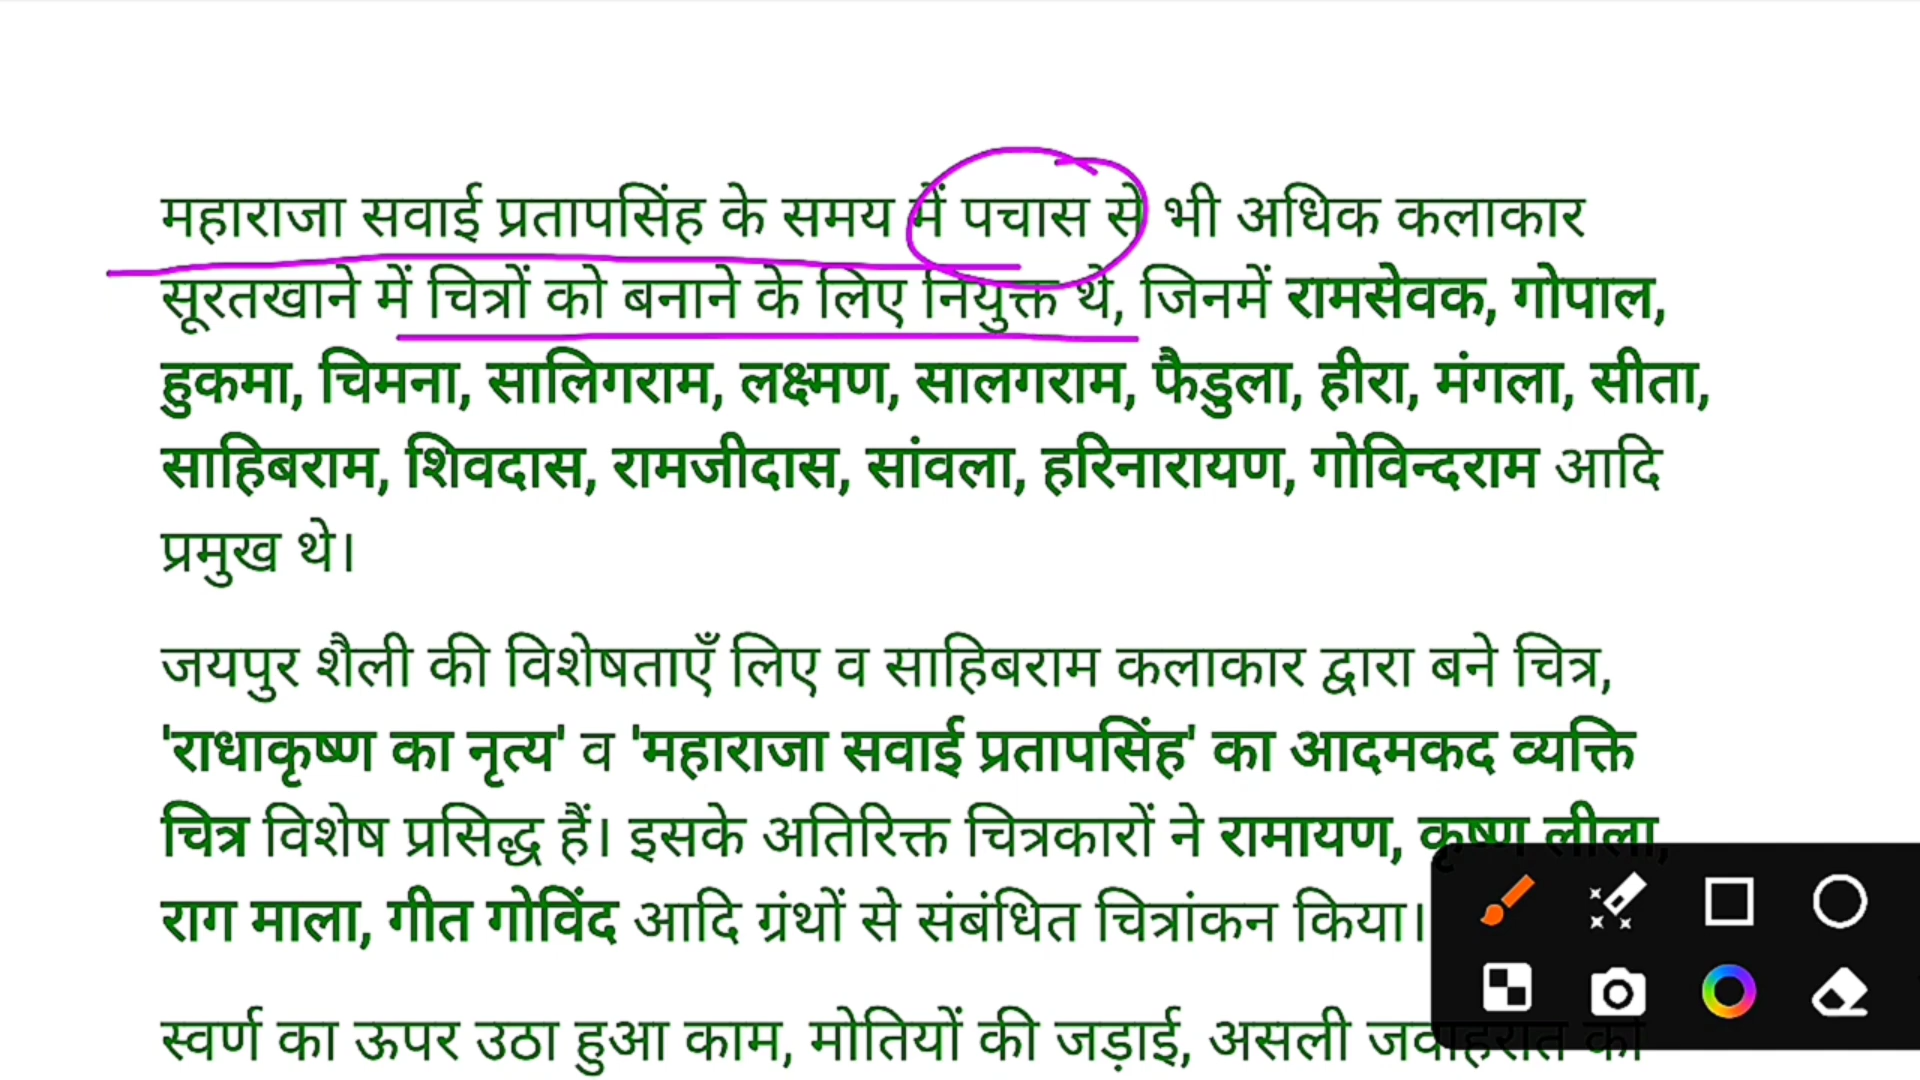 महाराजा सवाई प्रतापसिंह के समय में पचास से भी अधिक कलाकार
सूरतखाने में चित्रों को बनाने के लिए नियुक्त थे, जिनमें रामसेवक, गोपाल,
हुकमा, चिमना, सालिगराम, लक्ष्मण, सालगराम, फैडुला, हीरा, मंगला, सीता,
साहिबराम, शिवदास, रामजीदास, सांवला, हरिनारायण, गोविन्दराम आदि
प्रमुख थे।
जयपुर शैली की विशेषताएँ लिए व साहिबराम कलाकार द्वारा बने चित्र,
'राधाकृष्ण का नृत्य' व 'महाराजा सवाई प्रतापसिंह' का आदमकद व्यक्ति
चित्र विशेष प्रसिद्ध हैं। इसके अतिरिक्त चित्रकारों ने रामायण, कृष्ण लीला,
राग माला, गीत गोविंद आदि ग्रंथों से संबंधित चित्रांकन किया।
स्वर्ण का ऊपर उठा हुआ काम, मोतियों की जड़ाई, असली जवाहरात की